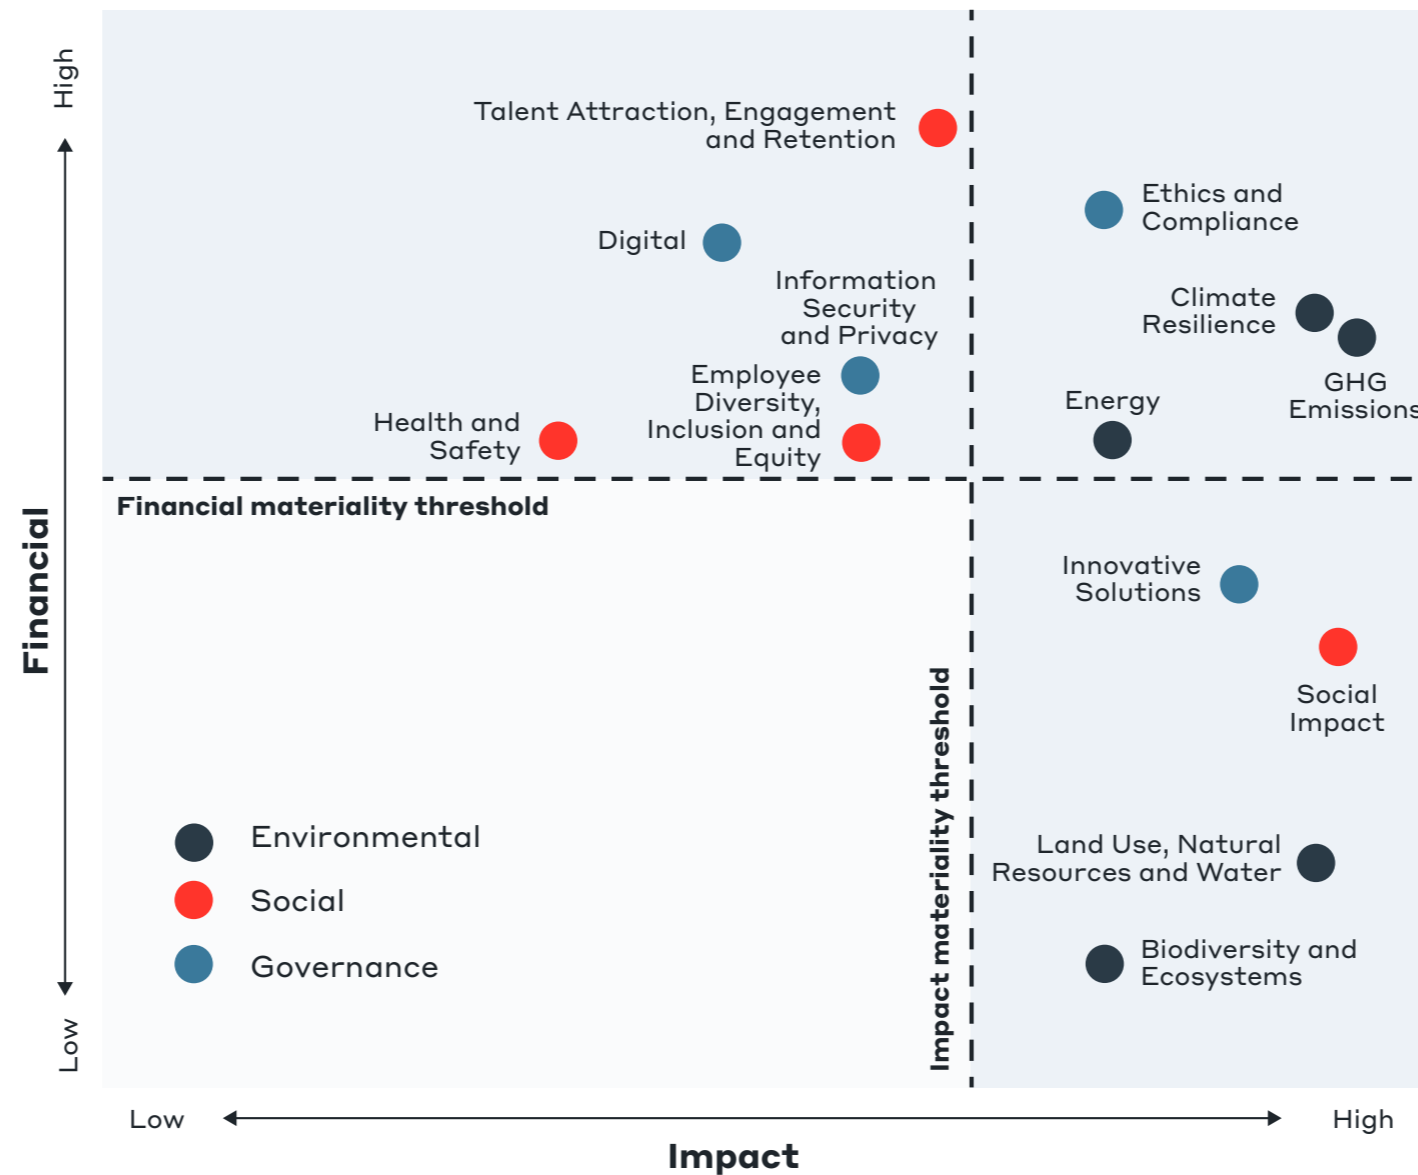 High
Talent Attraction, Engagement
and Retention
Ethics and
Compliance
Digital
Information
Security
and Privacy
Climate
Resilience
GHG
Emissions
Employee
Diversity,
Inclusion and
Equity
Energy
Health and
Safety
Financial materiality threshold
Financial
Innovative
Solutions
Social
Impact
Impact materiality threshold
Environmental
Social
Governance
Land Use, Natural
Resources and Water
Biodiversity and
Ecosystems
Low
Low
High
Impact